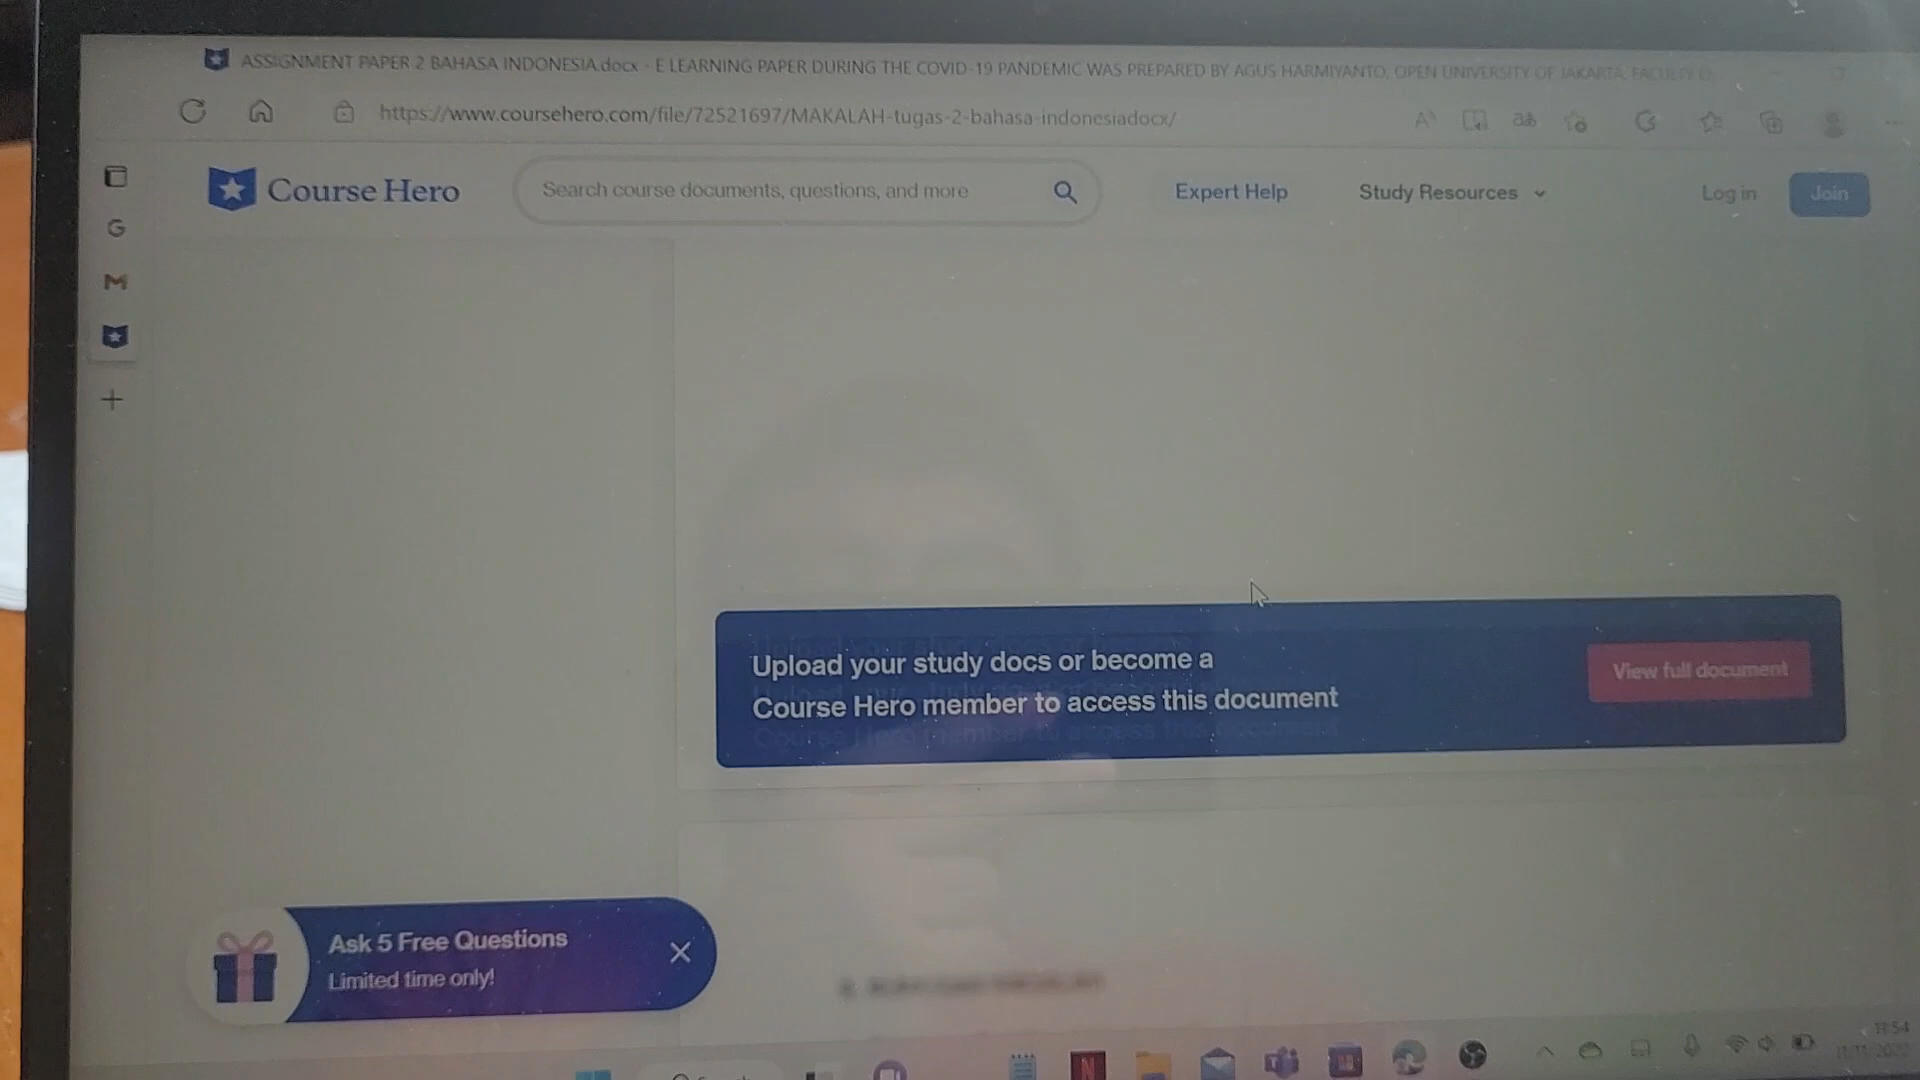 ASSIGNMENT PAPER 2 BAHASA INDONESIA.docx - E LEARNING PAPER DURING THE COVID-19 PANDEMIC WAS PREPARED BY AGUS HARMIYANTO, OPEN UNIVERSITY OF JAKARTA, FACULTY O
https://www.coursehero.com/file/72521697/MAKALAH-tugas-2-bahasa-indonesiadocx/
Course Hero
Search course documents, questions, and more
Expert Help
Study Resources
Log in
Join
Upload your study docs or become a
Course Hero member to access this document
View full document
Ask 5 Free Questions
Limited time only!
11:54